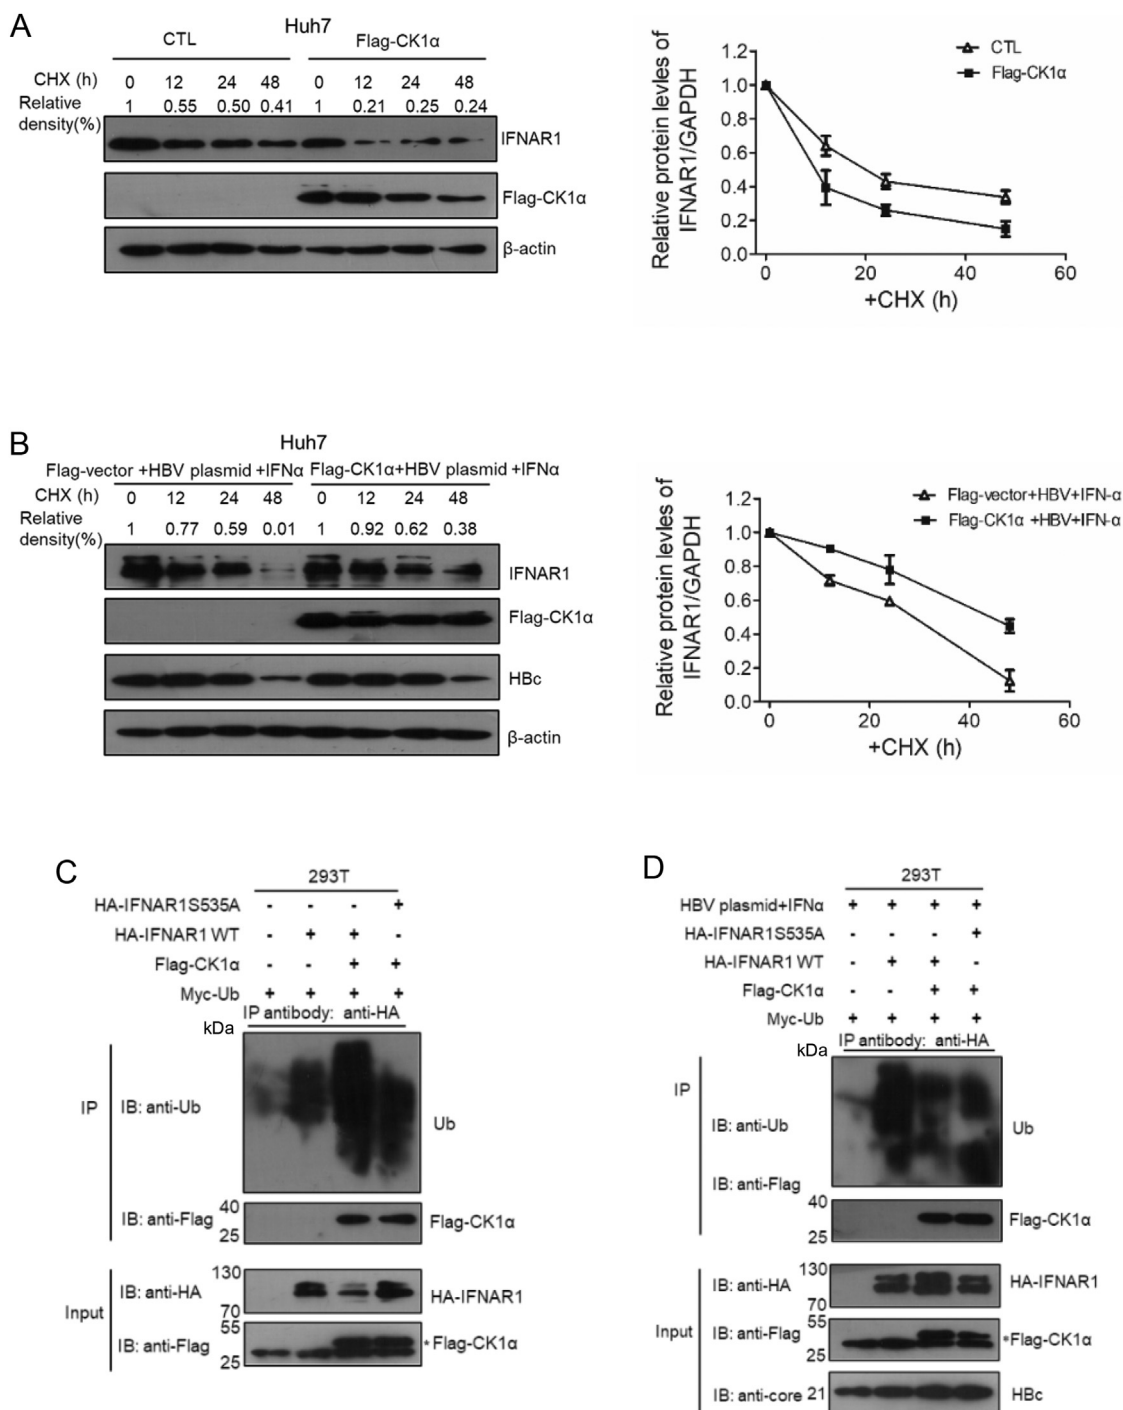 A
Huh7
CTL Flag-CK1α
CHX (h) 0 12 24 48 0 12 24 48
Relative density(%) 1 0.55 0.50 0.41 1 0.21 0.25 0.24
IFNAR1
Flag-CK1α
β-actin
Relative protein levles of
IFNAR1/GAPDH
1.2
1.0
0.8
0.6
0.4
0.2
0.0
0 20 40 60
+CHX (h)
CTL
Flag-CK1α
B
Huh7
Flag-vector +HBV plasmid +IFNα Flag-CK1α+HBV plasmid +IFNα
CHX (h) 0 12 24 48 0 12 24 48
Relative density(%) 1 0.77 0.59 0.01 1 0.92 0.62 0.38
IFNAR1
Flag-CK1α
HBc
β-actin
Relative protein levles of
IFNAR1/GAPDH
1.2
1.0
0.8
0.6
0.4
0.2
0.0
0 20 40 60
+CHX (h)
Flag-vector+HBV+IFN-α
Flag-CK1α +HBV+IFN-α
C
293T
HA-IFNAR1S535A - - - +
HA-IFNAR1 WT - + + -
Flag-CK1α - - + +
Myc-Ub + + + +
IP antibody: anti-HA
kDa
IP
IB: anti-Ub
Ub
IB: anti-Flag
40
25
Flag-CK1α
Input
IB: anti-HA
130
70
HA-IFNAR1
IB: anti-Flag
55
25
*Flag-CK1α
D
293T
HBV plasmid+IFNα + + + +
HA-IFNAR1S535A - - - +
HA-IFNAR1 WT - + + -
Flag-CK1α - - + +
Myc-Ub + + + +
IP antibody: anti-HA
kDa
IP
IB: anti-Ub
Ub
IB: anti-Flag
40
25
Flag-CK1α
Input
IB: anti-HA
130
70
HA-IFNAR1
IB: anti-Flag
55
25
*Flag-CK1α
IB: anti-core 21
HBc